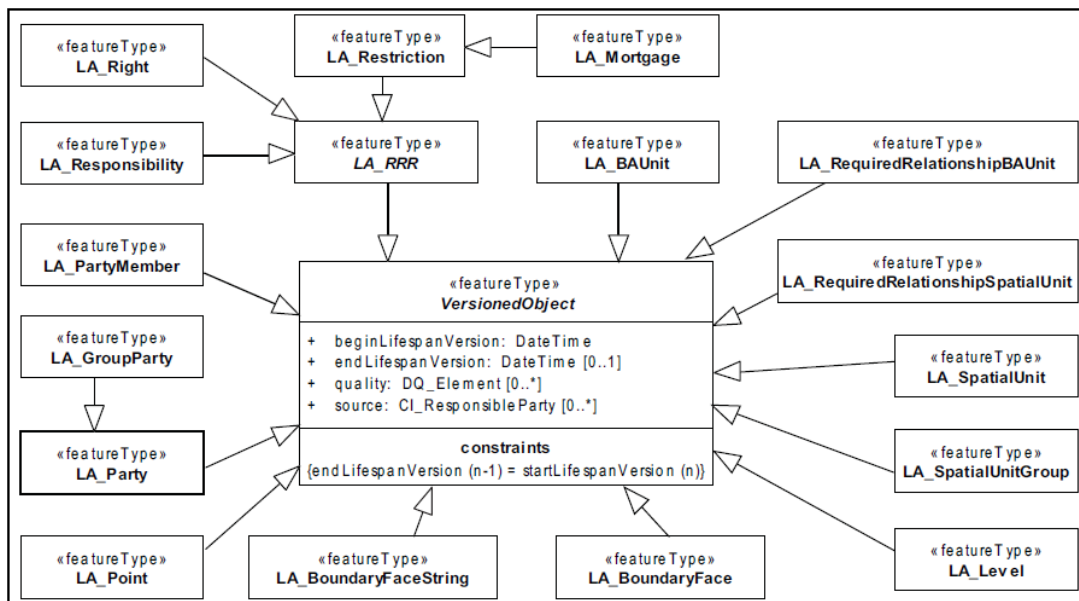 «featureType»
LA_Right
«featureType»
LA_Restriction
«featureType»
LA_Mortgage
«featureType»
LA_Responsibility
«featureType»
LA_RRR
«featureType»
LA_BAUnit
«featureType»
LA_RequiredRelationshipBAUnit
«featureType»
LA_PartyMember
«featureType»
LA_RequiredRelationshipSpatialUnit
«featureType»
VersionedObject
+ beginLifespanVersion: DateTime
+ endLifespanVersion: DateTime [0..1]
+ quality: DQ_Element [0..*]
+ source: CI_ResponsibleParty [0..*]
constraints
{endLifespanVersion (n-1) = startLifespanVersion (n)}
«featureType»
LA_GroupParty
«featureType»
LA_SpatialUnit
«featureType»
LA_Party
«featureType»
LA_SpatialUnitGroup
«featureType»
LA_Point
«featureType»
LA_BoundaryFaceString
«featureType»
LA_BoundaryFace
«featureType»
LA_Level